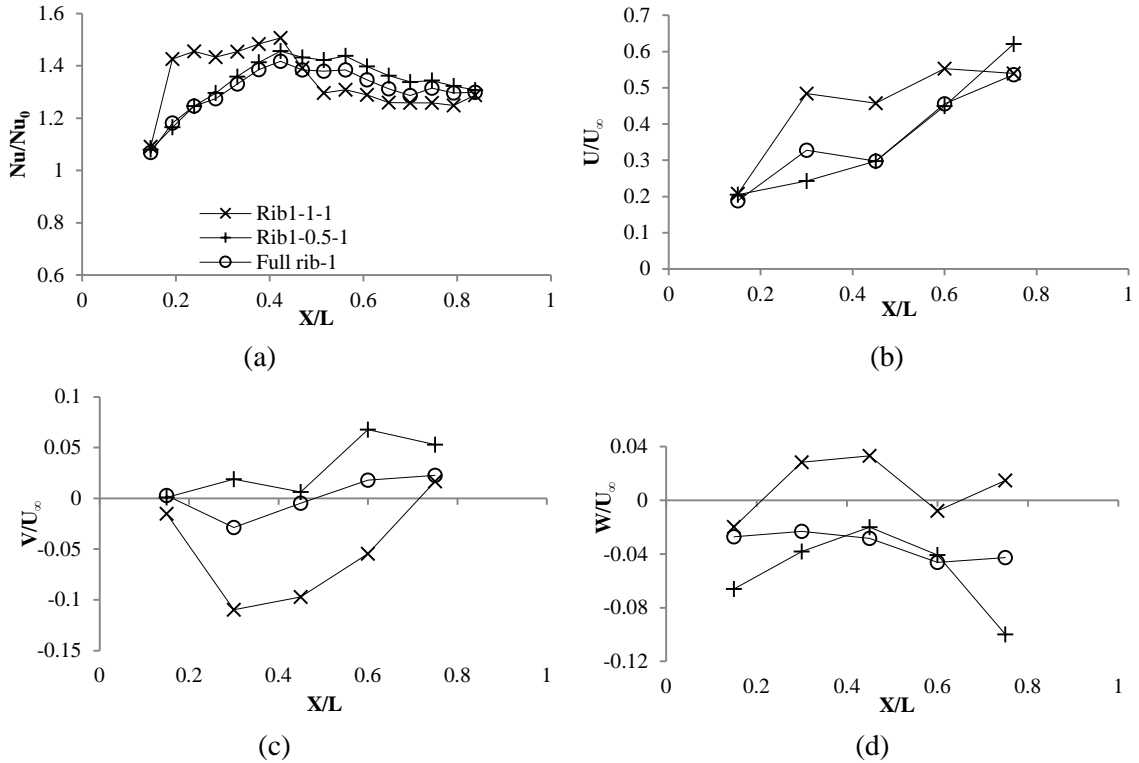 1.6
1.4
1.2
1
0.8
0.6
Nu/Nu₀
Rib1-1-1
Rib1-0.5-1
Full rib-1
0 0.2 0.4 0.6 0.8 1
X/L
(a)
0.7
0.6
0.5
0.4
0.3
0.2
0.1
0
U/U∞
0 0.2 0.4 0.6 0.8 1
X/L
(b)
0.1
0.05
0
-0.05
-0.1
-0.15
V/U∞
0 0.2 0.4 0.6 0.8 1
X/L
(c)
0.04
0
-0.04
-0.08
-0.12
W/U∞
0 0.2 0.4 0.6 0.8 1
X/L
(d)